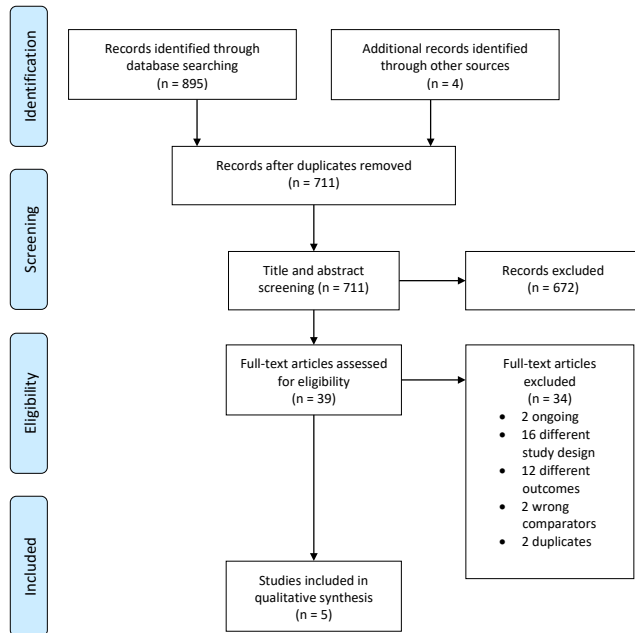 Identification
Records identified through
database searching
(n = 895)
Additional records identified
through other sources
(n = 4)
Records after duplicates removed
(n = 711)
Screening
Title and abstract
screening (n = 711)
Records excluded
(n = 672)
Eligibility
Full-text articles assessed
for eligibility
(n = 39)
Full-text articles
excluded
(n = 34)
• 2 ongoing
• 16 different
study design
• 12 different
outcomes
• 2 wrong
comparators
• 2 duplicates
Included
Studies included in
qualitative synthesis
(n = 5)